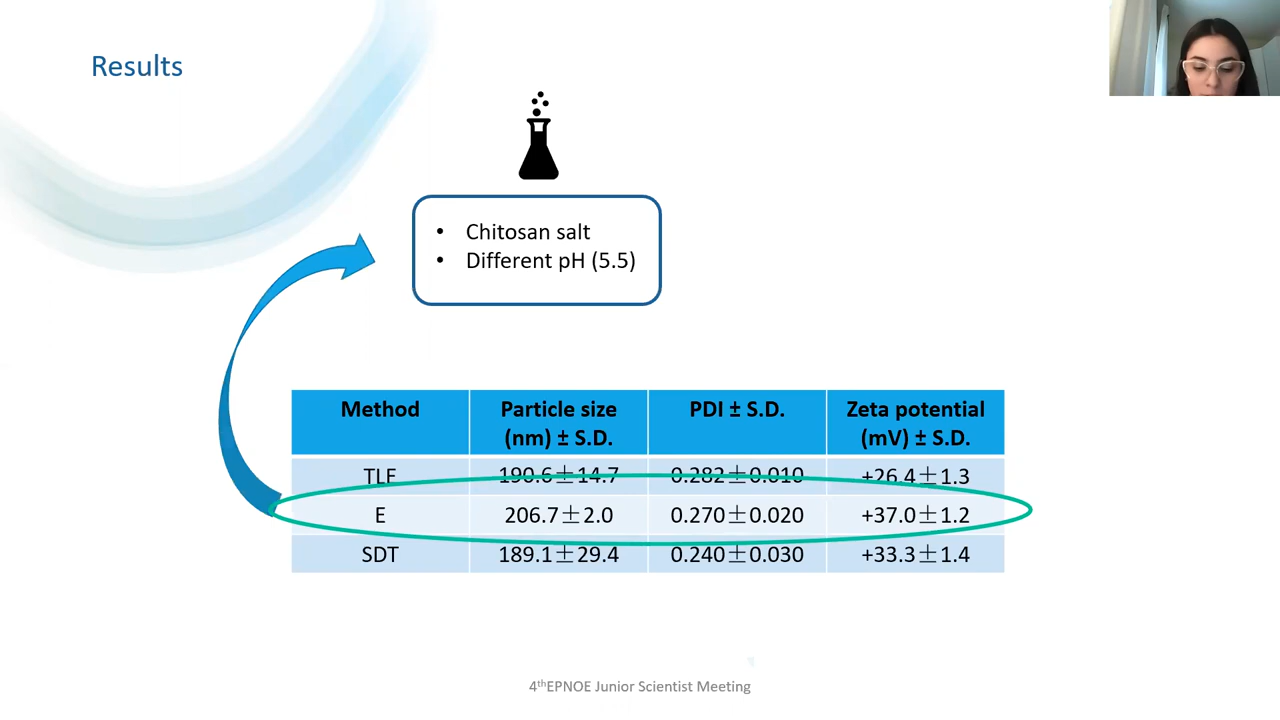 Results
• Chitosan salt
• Different pH (5.5)
Method Particle size (nm) ± S.D. PDI ± S.D. Zeta potential (mV) ± S.D.
TLE 190.6±14.7 0.282±0.010 +26.4±1.3
E 206.7±2.0 0.270±0.020 +37.0±1.2
SDT 189.1±29.4 0.240±0.030 +33.3±1.4
4thEPNOE Junior Scientist Meeting